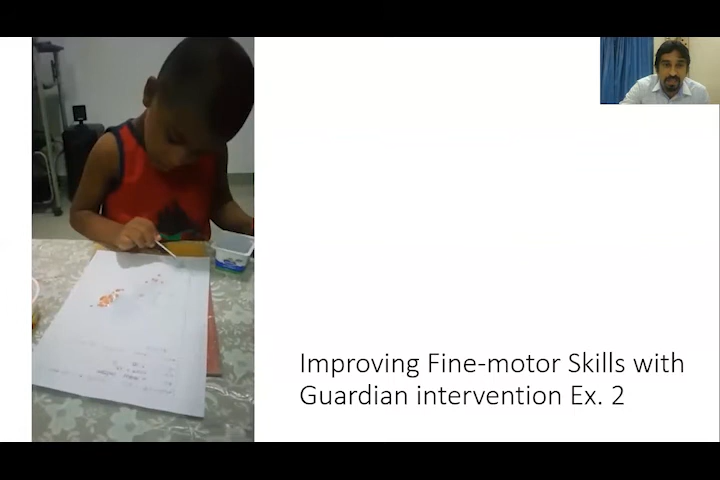 Improving Fine-motor Skills with
Guardian intervention Ex. 2